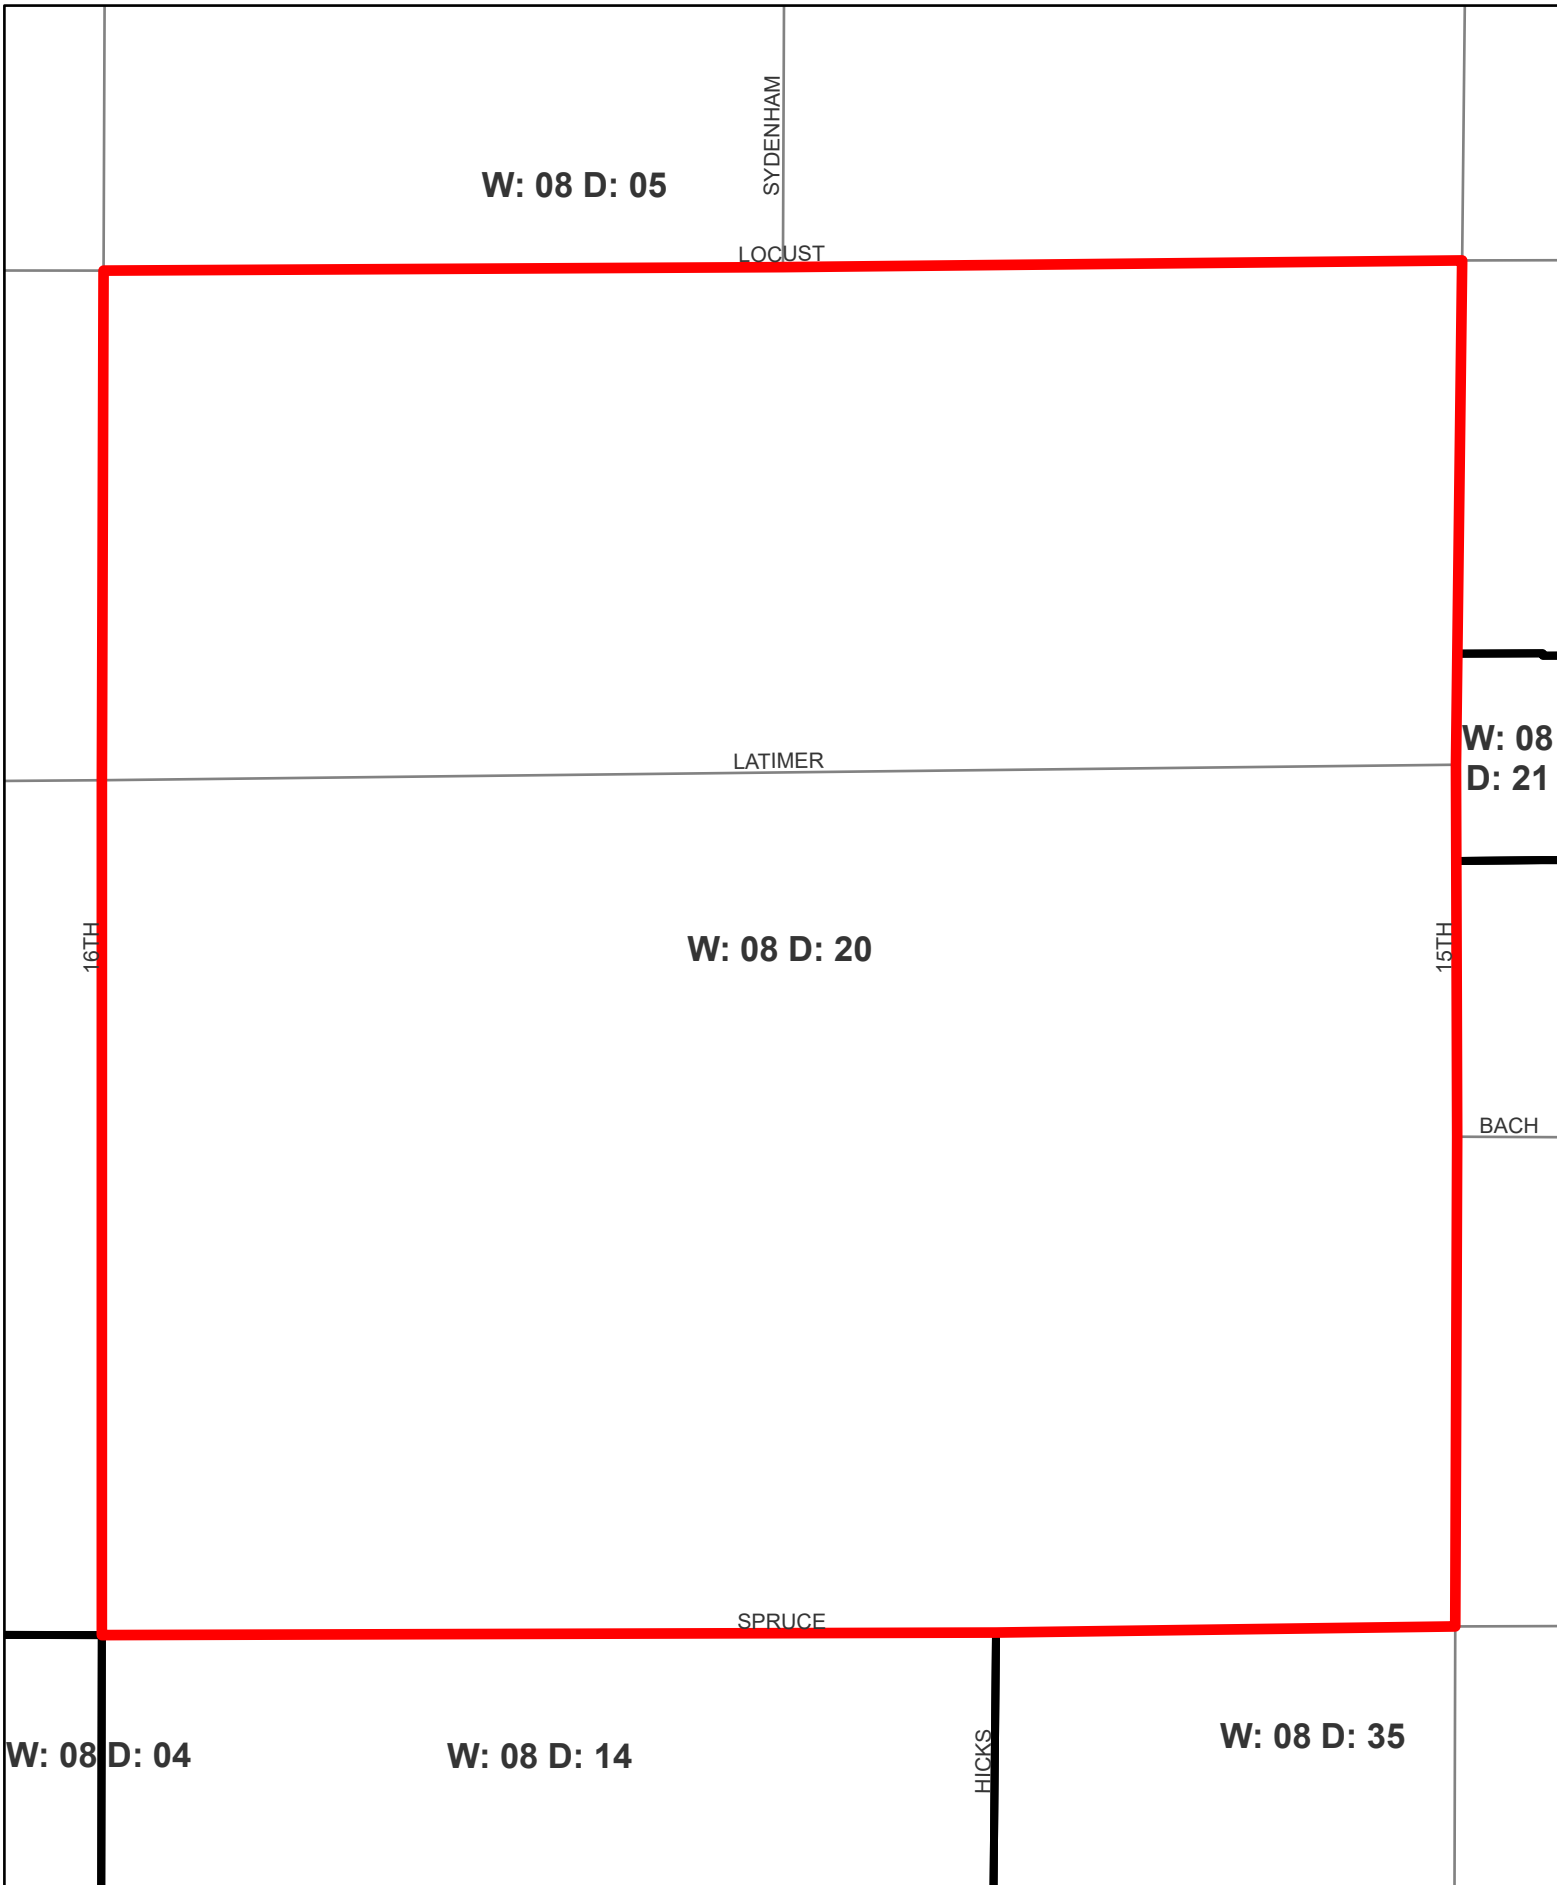 SYDENHAM
W: 08 D: 05
LOCUST
W: 08
D: 21
LATIMER
16TH
W: 08 D: 20
15TH
BACH
SPRUCE
W: 08 D: 04
W: 08 D: 14
HICKS
W: 08 D: 35